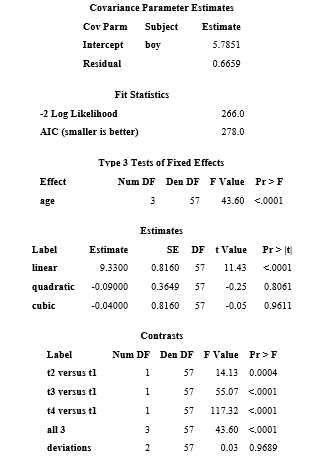 Covariance Parameter Estimates
Cov Parm Subject Estimate
Intercept boy 5.7851
Residual 0.6659
Fit Statistics
-2 Log Likelihood 266.0
AIC (smaller is better) 278.0
Type 3 Tests of Fixed Effects
Effect Num DF Den DF F Value Pr > F
age 3 57 43.60 <.0001
Estimates
Label Estimate SE DF t Value Pr > |t|
linear 9.3300 0.8160 57 11.43 <.0001
quadratic -0.09000 0.3649 57 -0.25 0.8061
cubic -0.04000 0.8160 57 -0.05 0.9611
Contrasts
Label Num DF Den DF F Value Pr > F
t2 versus t1 1 57 14.13 0.0004
t3 versus t1 1 57 55.07 <.0001
t4 versus t1 1 57 117.32 <.0001
all 3 3 57 43.60 <.0001
deviations 2 57 0.03 0.9689